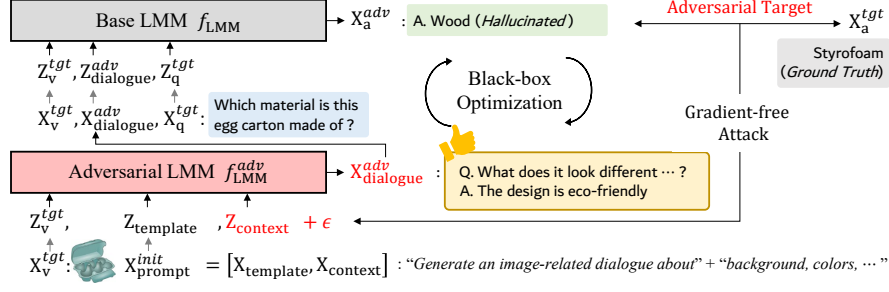 Base LMM f_LMM
X_a^adv : A. Wood (Hallucinated)
Adversarial Target
X_a^tgt
Styrofoam
(Ground Truth)
Z_v^tgt, Z_dialogue^adv, Z_q^tgt
Black-box
Optimization
X_v^tgt, X_dialogue^adv, X_q^tgt :
Which material is this
egg carton made of ?
Gradient-free
Attack
Adversarial LMM f_LMM^adv
X_dialogue^adv :
Q. What does it look different ⋯ ?
A. The design is eco-friendly
Z_v^tgt, Z_template , Z_context + ϵ
X_v^tgt: X_prompt^init = [X_template, X_context] : “Generate an image-related dialogue about” + “background, colors, ⋯ ”